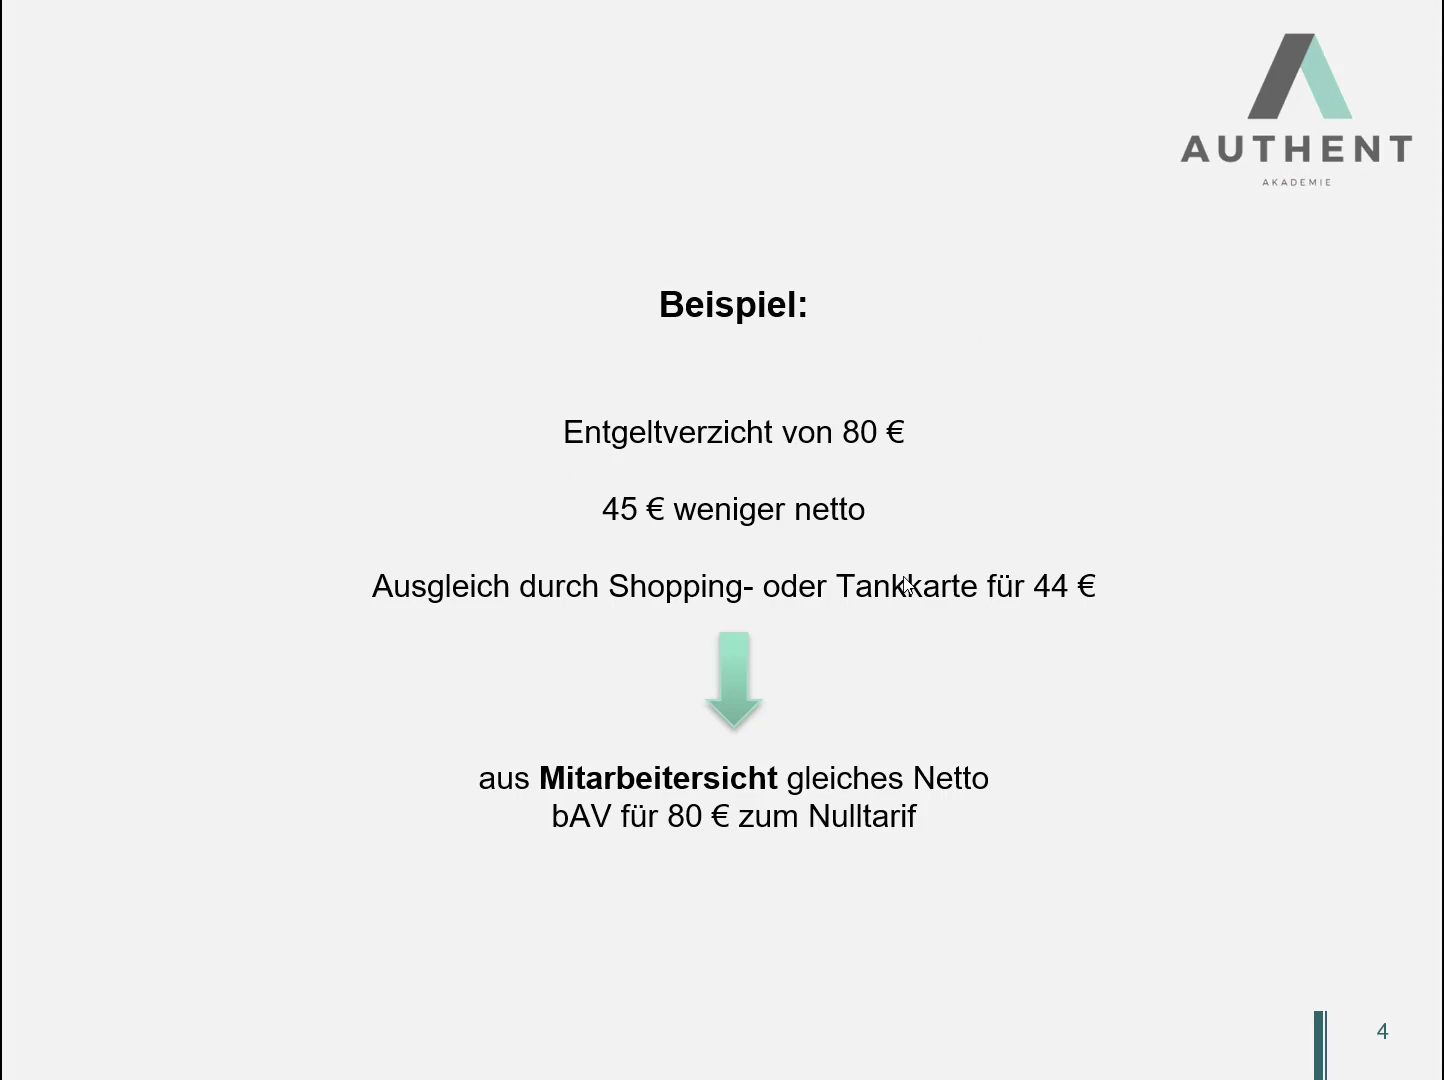 AUTHENT
AKADEMIE
Beispiel:
Entgeltverzicht von 80 €
45 € weniger netto
Ausgleich durch Shopping- oder Tankkarte für 44 €
aus Mitarbeitersicht gleiches Netto
bAV für 80 € zum Nulltarif
4